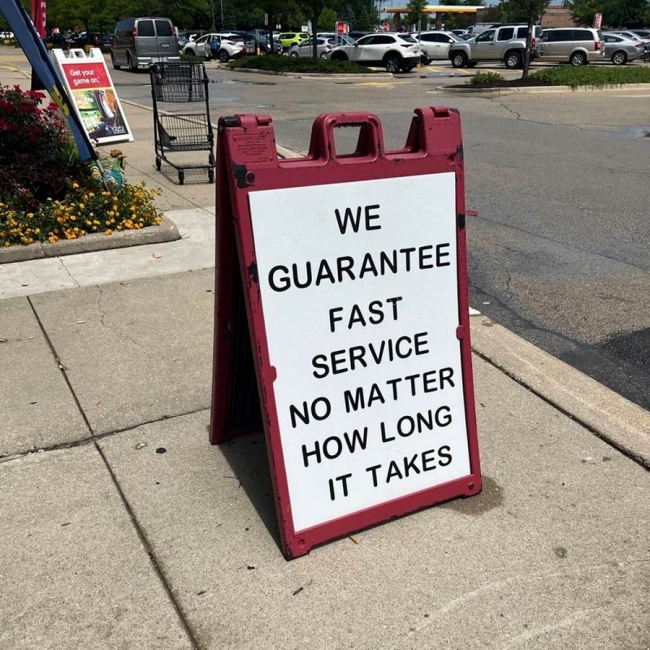 Get your
game on.
WE
GUARANTEE
FAST
SERVICE
NO MATTER
HOW LONG
IT TAKES